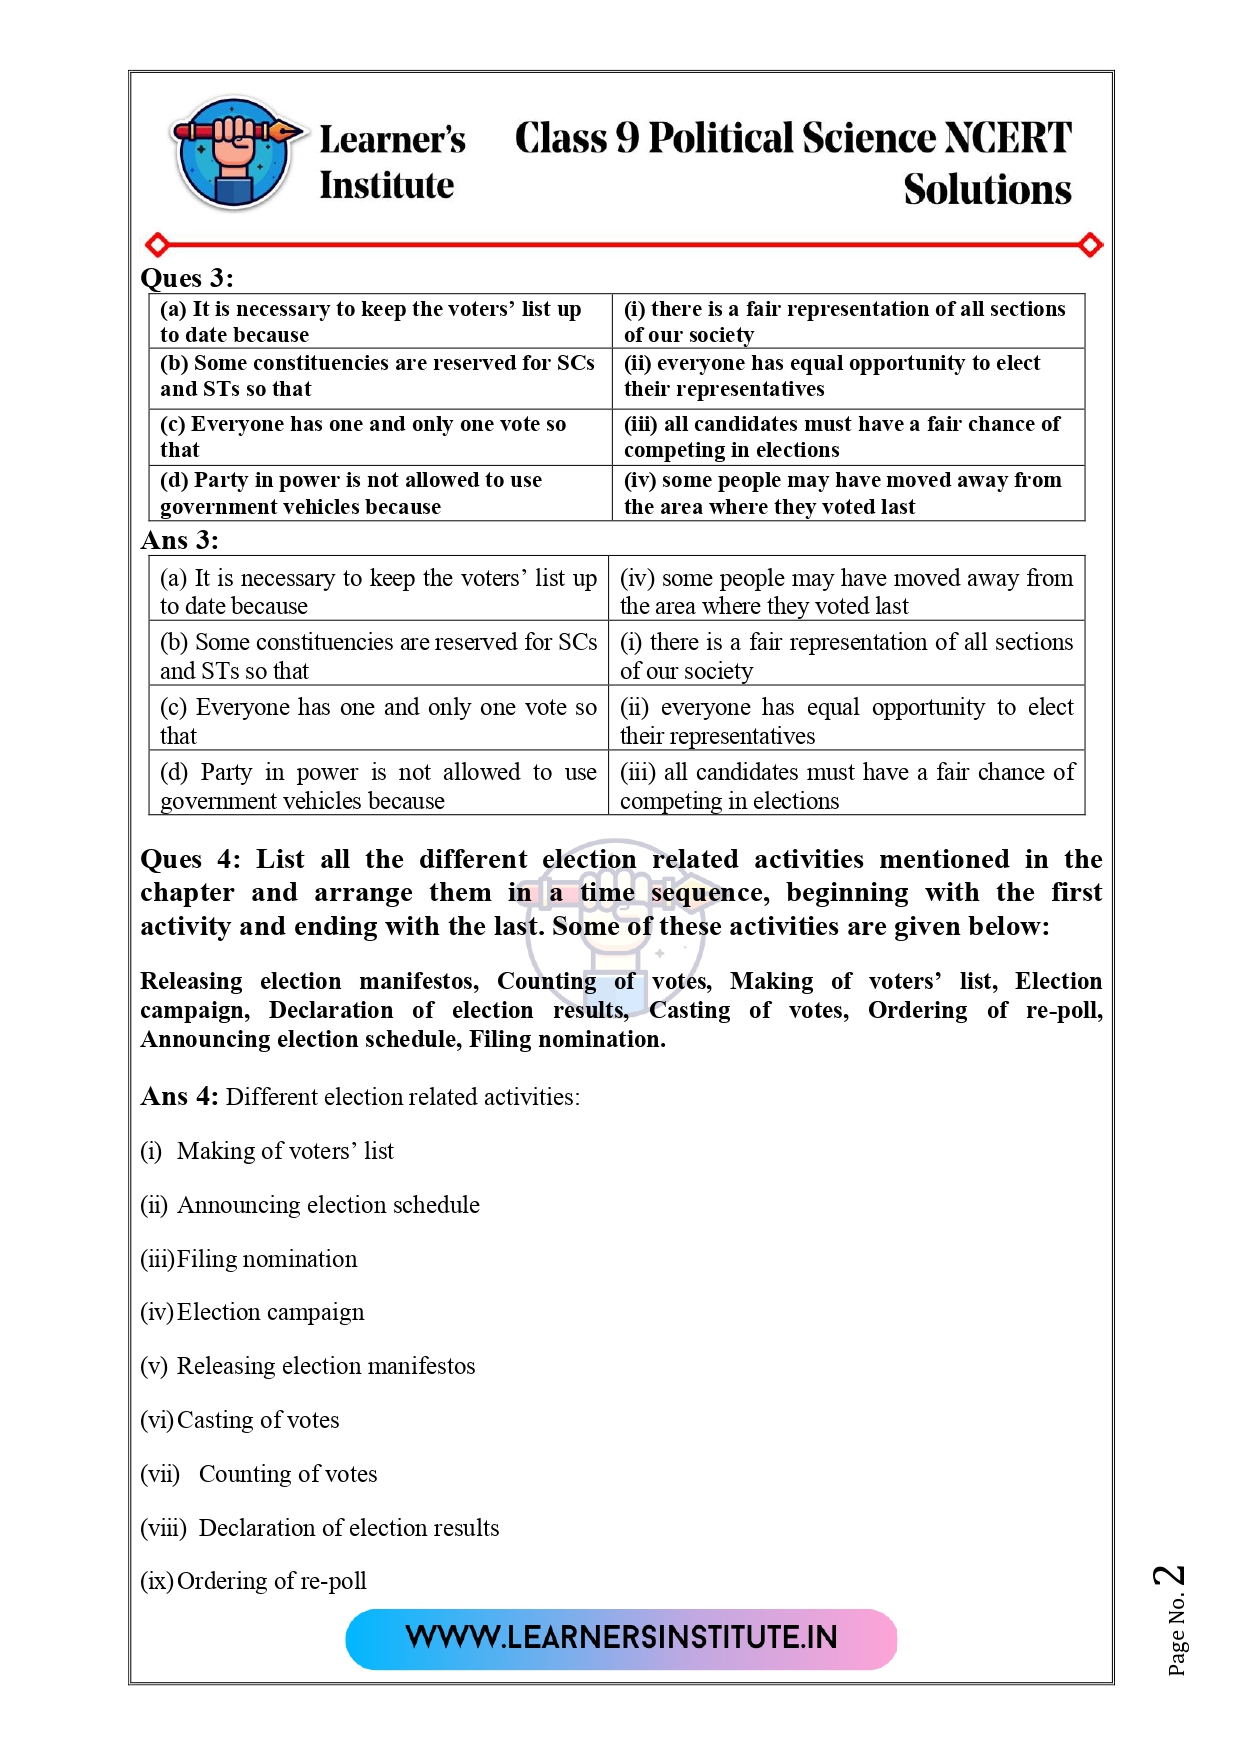 Learner's
Institute
Class 9 Political Science NCERT
Solutions
Ques 3:
(a) It is necessary to keep the voters’ list up
to date because
(i) there is a fair representation of all sections
of our society
(b) Some constituencies are reserved for SCs
and STs so that
(ii) everyone has equal opportunity to elect
their representatives
(c) Everyone has one and only one vote so
that
(iii) all candidates must have a fair chance of
competing in elections
(d) Party in power is not allowed to use
government vehicles because
(iv) some people may have moved away from
the area where they voted last
Ans 3:
(a) It is necessary to keep the voters’ list up
to date because
(iv) some people may have moved away from
the area where they voted last
(b) Some constituencies are reserved for SCs
and STs so that
(i) there is a fair representation of all sections
of our society
(c) Everyone has one and only one vote so
that
(ii) everyone has equal opportunity to elect
their representatives
(d) Party in power is not allowed to use
government vehicles because
(iii) all candidates must have a fair chance of
competing in elections
Ques 4: List all the different election related activities mentioned in the
chapter and arrange them in a time sequence, beginning with the first
activity and ending with the last. Some of these activities are given below:
Releasing election manifestos, Counting of votes, Making of voters’ list, Election
campaign, Declaration of election results, Casting of votes, Ordering of re-poll,
Announcing election schedule, Filing nomination.
Ans 4: Different election related activities:
(i) Making of voters’ list
(ii) Announcing election schedule
(iii) Filing nomination
(iv) Election campaign
(v) Releasing election manifestos
(vi) Casting of votes
(vii) Counting of votes
(viii) Declaration of election results
(ix) Ordering of re-poll
WWW.LEARNERSINSTITUTE.IN
Page No. 2